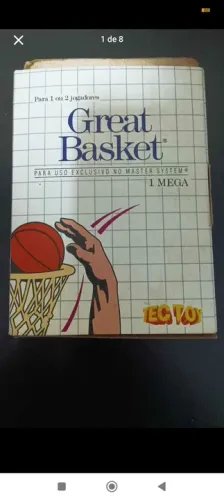 1 de 8
Para 1 ou 2 jogadores
Great
Basket®
PARA USO EXCLUSIVO NO MASTER SYSTEM®
1 MEGA
TEC TOY